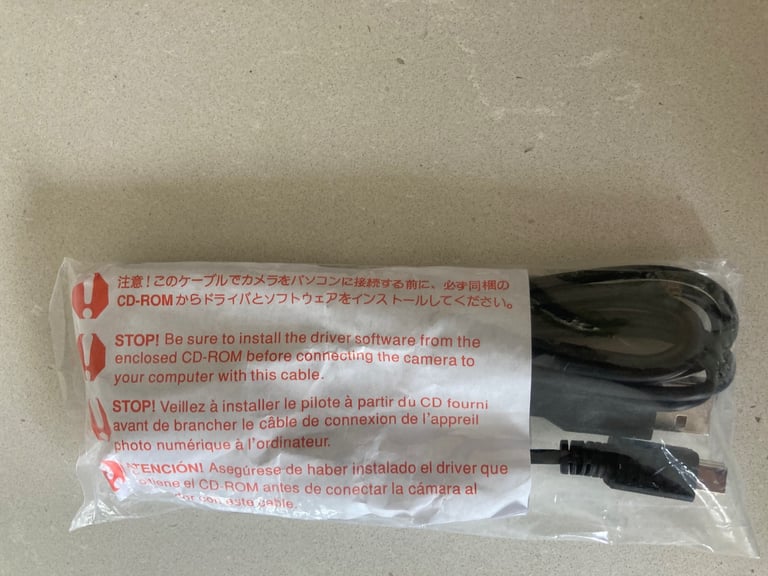 注意！このケーブルでカメラをパソコンに接続する前に、必ず同梱の
CD-ROMからドライバとソフトウェアをインストールしてください。
STOP! Be sure to install the driver software from the
enclosed CD-ROM before connecting the camera to
your computer with this cable.
STOP! Veillez à installer le pilote à partir du CD fourni
avant de brancher le câble de connexion de l'appareil
photo numérique à l'ordinateur.
ATENCIÓN! Asegúrese de haber instalado el driver que
tiene el CD-ROM antes de conectar la cámara al
con este cable.